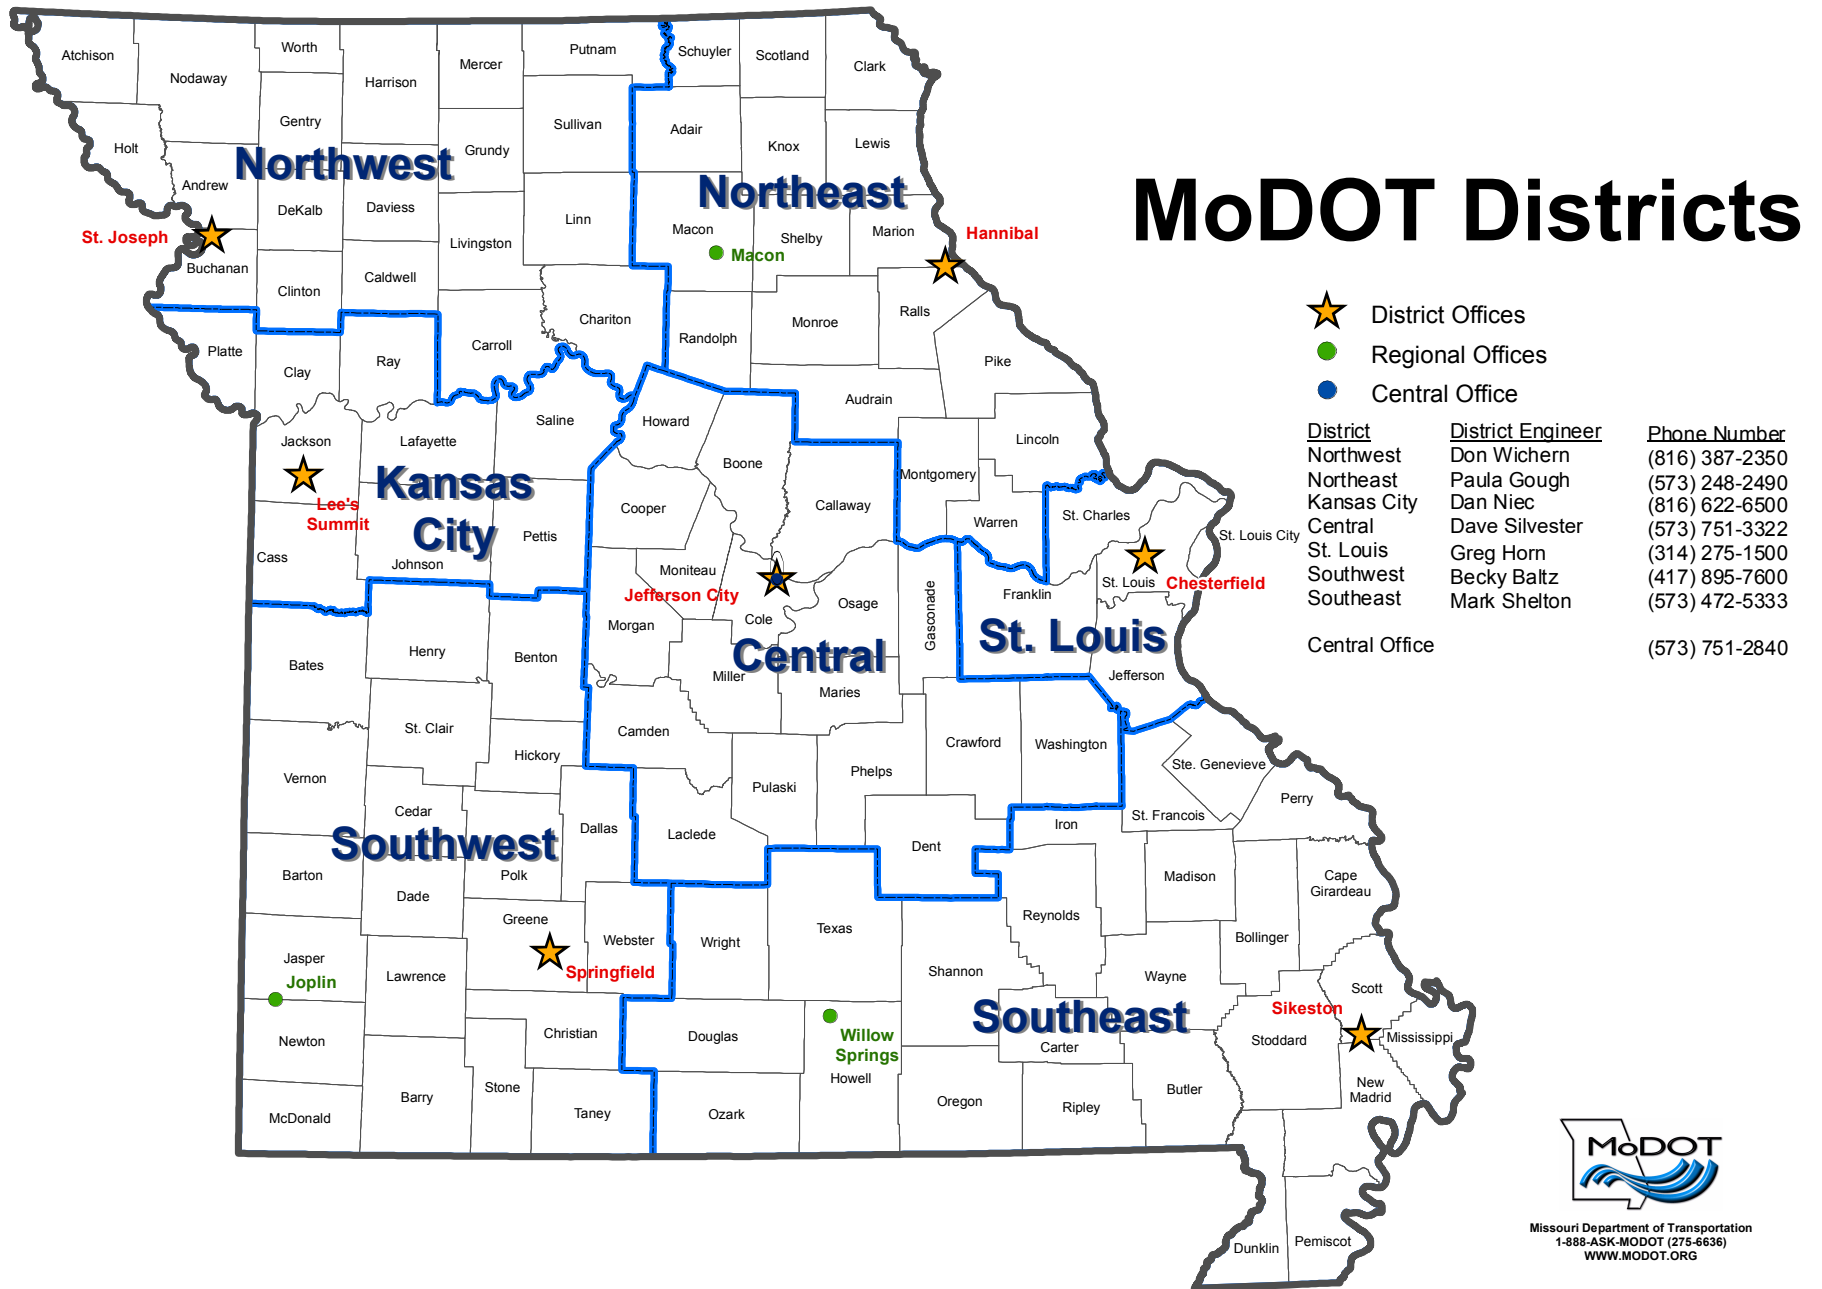 MoDOT Districts
District Offices
Regional Offices
Central Office
District District Engineer Phone Number
Northwest Don Wichern (816) 387-2350
Northeast Paula Gough (573) 248-2490
Kansas City Dan Niec (816) 622-6500
Central Dave Silvester (573) 751-3322
St. Louis Greg Horn (314) 275-1500
Southwest Becky Baltz (417) 895-7600
Southeast Mark Shelton (573) 472-5333
Central Office (573) 751-2840
Northwest
Atchison
Nodaway
Worth
Harrison
Mercer
Putnam
Gentry
Sullivan
Holt
Grundy
Andrew
DeKalb
Daviess
Linn
St. Joseph
Livingston
Buchanan
Clinton
Caldwell
Chariton
Carroll
Northeast
Schuyler
Scotland
Clark
Adair
Knox
Lewis
Macon
Macon
Shelby
Marion
Hannibal
Randolph
Monroe
Ralls
Pike
Audrain
Lincoln
Montgomery
Warren
Kansas
City
Platte
Clay
Ray
Jackson
Lafayette
Saline
Lee's
Summit
Cass
Johnson
Pettis
Central
Howard
Boone
Callaway
Cooper
Moniteau
Jefferson City
Cole
Osage
Gasconade
Morgan
Miller
Maries
Camden
Pulaski
Phelps
Crawford
Washington
Laclede
Dent
St. Louis
St. Charles
St. Louis City
St. Louis
Chesterfield
Franklin
Jefferson
Southwest
Bates
Henry
Benton
St. Clair
Hickory
Vernon
Cedar
Dallas
Barton
Polk
Dade
Greene
Webster
Jasper
Joplin
Lawrence
Springfield
Newton
Christian
McDonald
Barry
Stone
Taney
Southeast
Ste. Genevieve
Perry
St. Francois
Iron
Madison
Cape
Girardeau
Reynolds
Bollinger
Wright
Texas
Shannon
Wayne
Scott
Sikeston
Douglas
Willow
Springs
Howell
Carter
Stoddard
Mississippi
Ozark
Oregon
Ripley
Butler
New
Madrid
Dunklin
Pemiscot
MoDOT
Missouri Department of Transportation
1-888-ASK-MODOT (275-6636)
WWW.MODOT.ORG